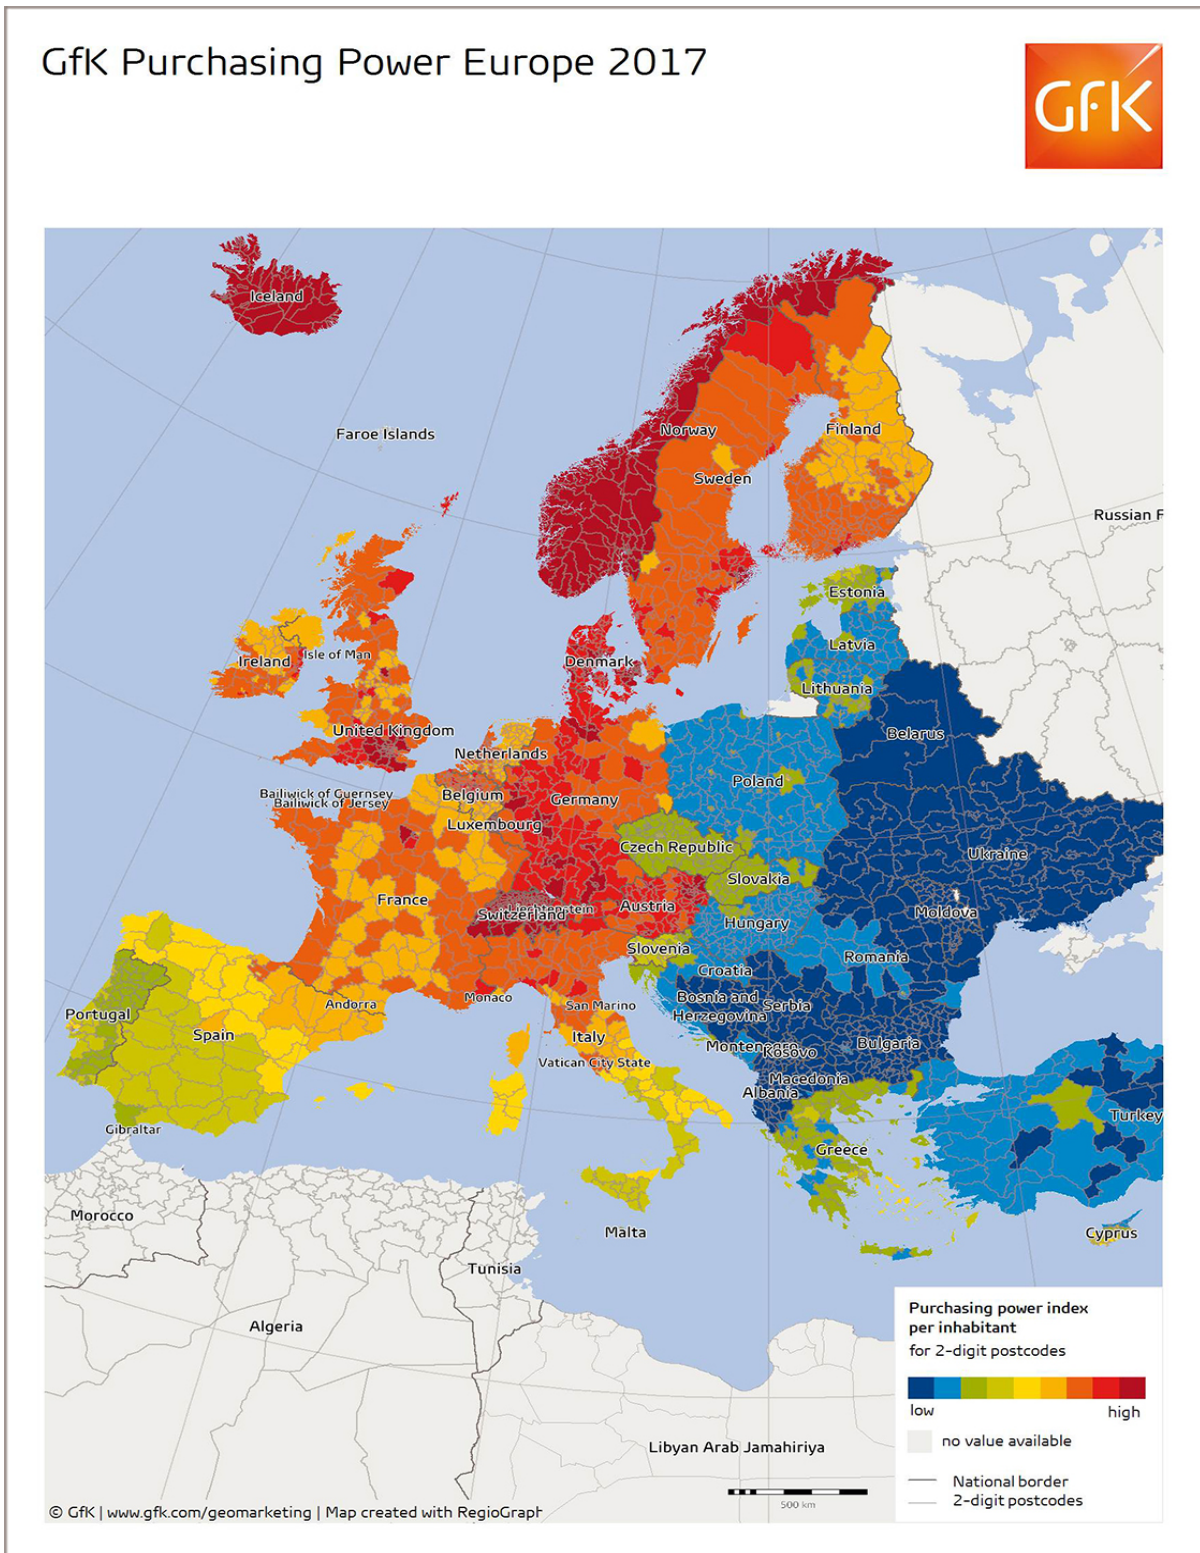 GfK Purchasing Power Europe 2017
GfK
Iceland
Faroe Islands
Norway
Finland
Sweden
Russian F
Estonia
Latvia
Lithuania
Isle of Man
Ireland
Denmark
United Kingdom
Netherlands
Belarus
Bailiwick of Guernsey
Bailiwick of Jersey
Belgium
Germany
Poland
Luxembourg
Czech Republic
Ukraine
Slovakia
France
Liechtenstein
Switzerland
Austria
Moldova
Hungary
Slovenia
Romania
Croatia
Andorra
Monaco
San Marino
Bosnia and
Herzegovina
Serbia
Portugal
Spain
Italy
Montenegro
Kosovo
Bulgaria
Vatican City State
Macedonia
Albania
Turkey
Gibraltar
Greece
Morocco
Malta
Cyprus
Tunisia
Algeria
Libyan Arab Jamahiriya
Purchasing power index
per inhabitant
for 2-digit postcodes
low high
no value available
National border
2-digit postcodes
500 km
© GfK | www.gfk.com/geomarketing | Map created with RegioGraph